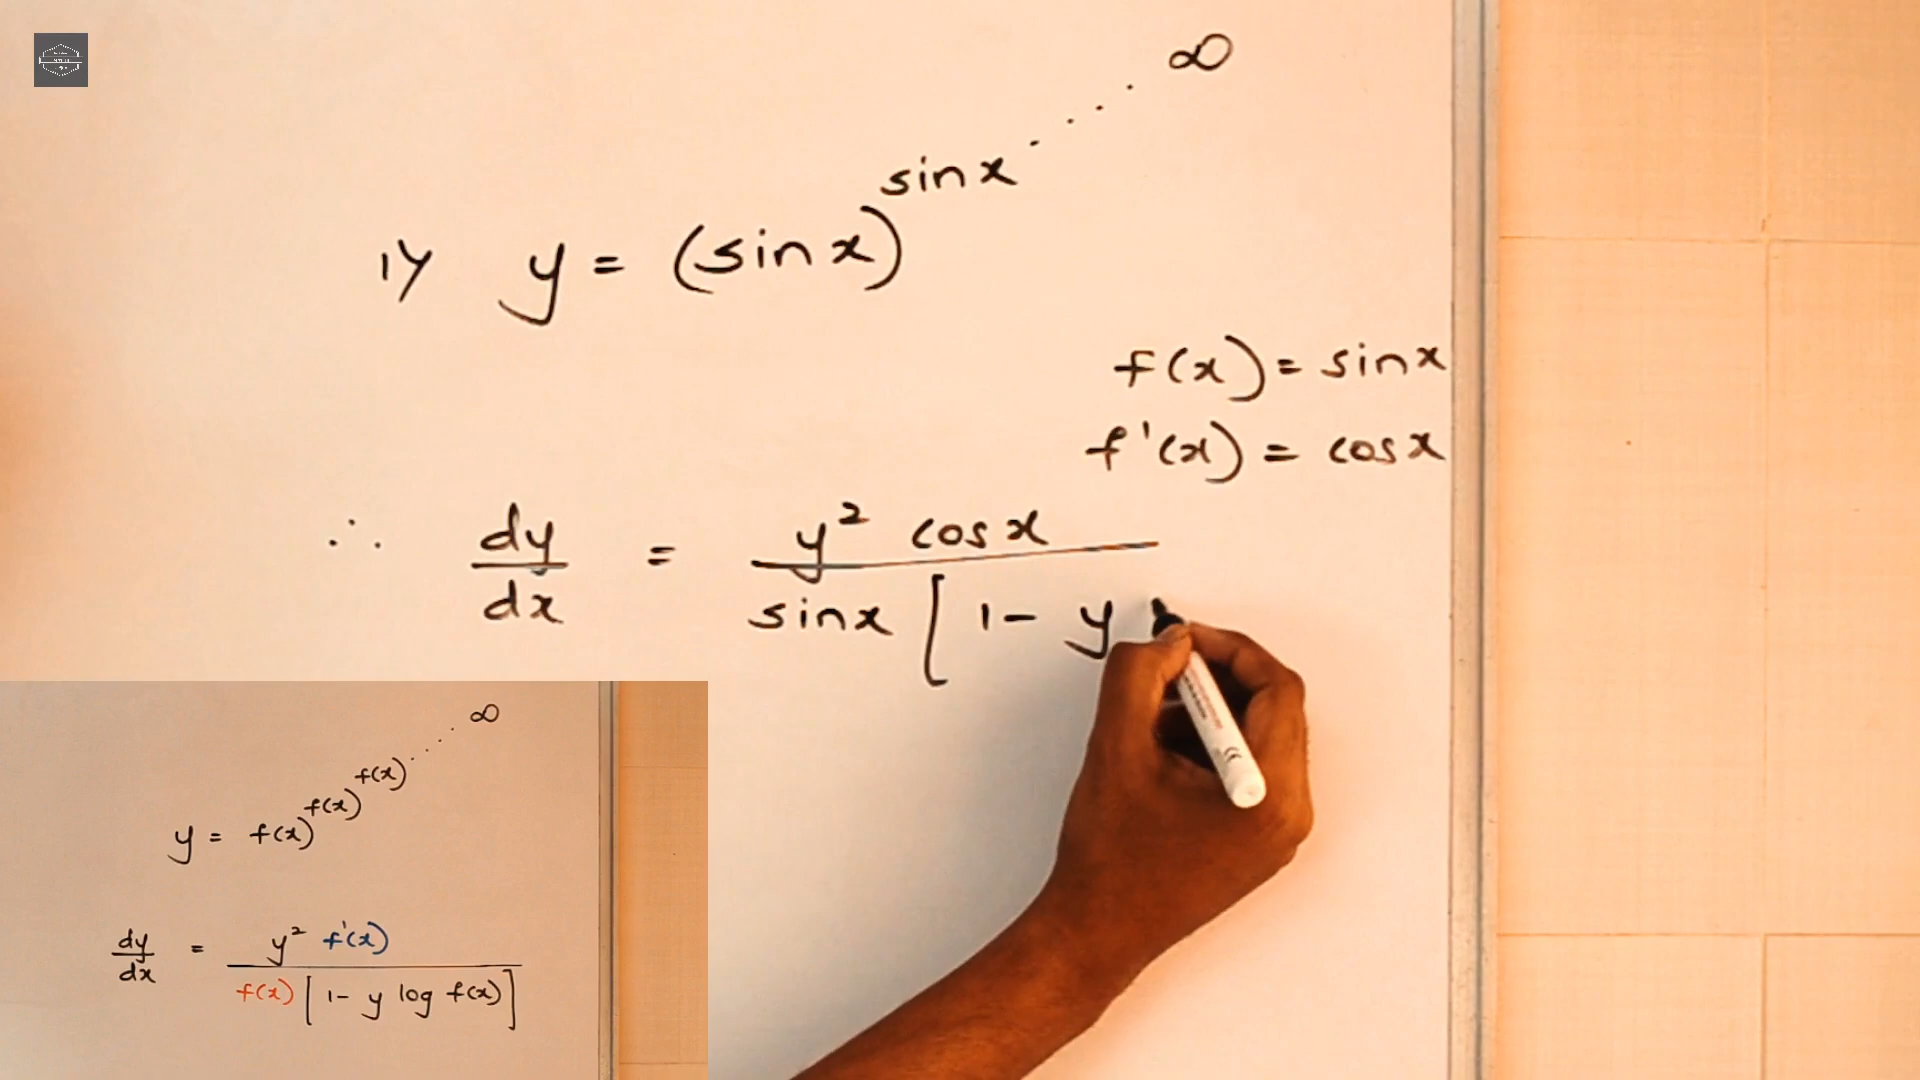 1) y = (sin x)^sin x ⋰ ∞
f(x) = sin x
f'(x) = cos x
∴ dy/dx = y² cos x / sin x [ 1 - y
y = f(x)^f(x)^f(x) ⋰ ∞
dy/dx = y² f'(x) / f(x) [ 1 - y log f(x) ]